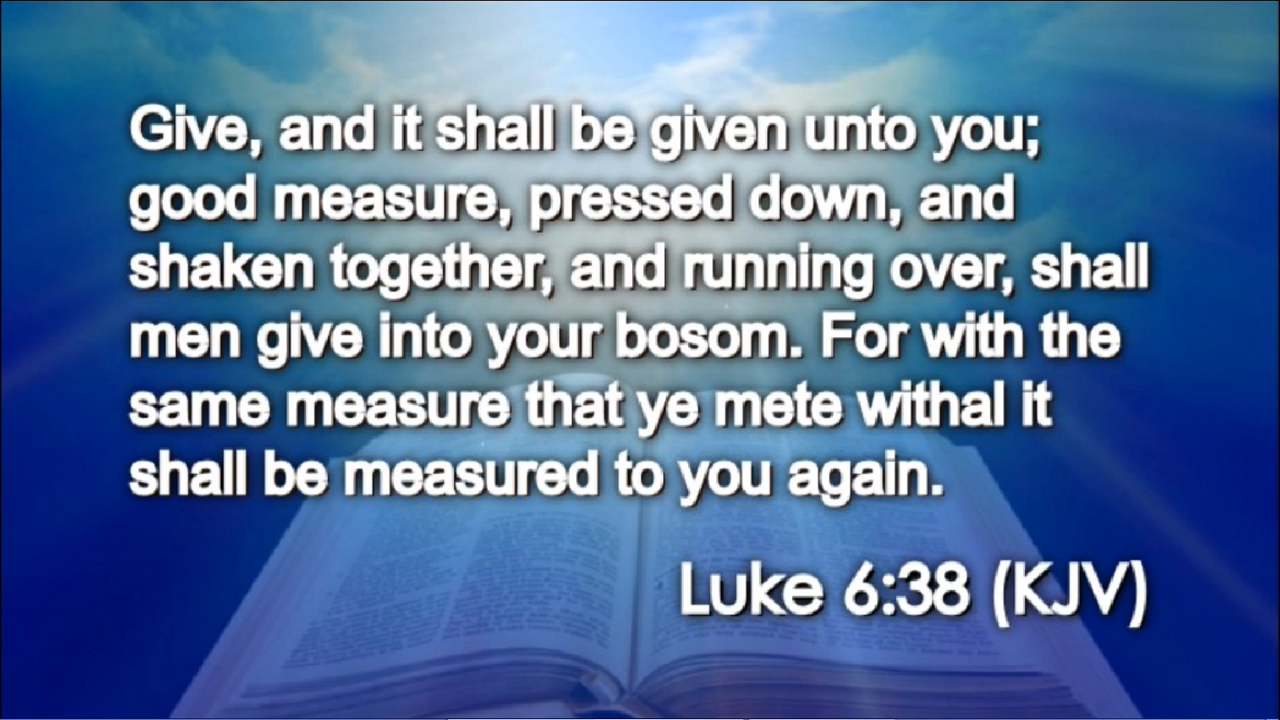 Give, and it shall be given unto you;
good measure, pressed down, and
shaken together, and running over, shall
men give into your bosom. For with the
same measure that ye mete withal it
shall be measured to you again.
Luke 6:38 (KJV)